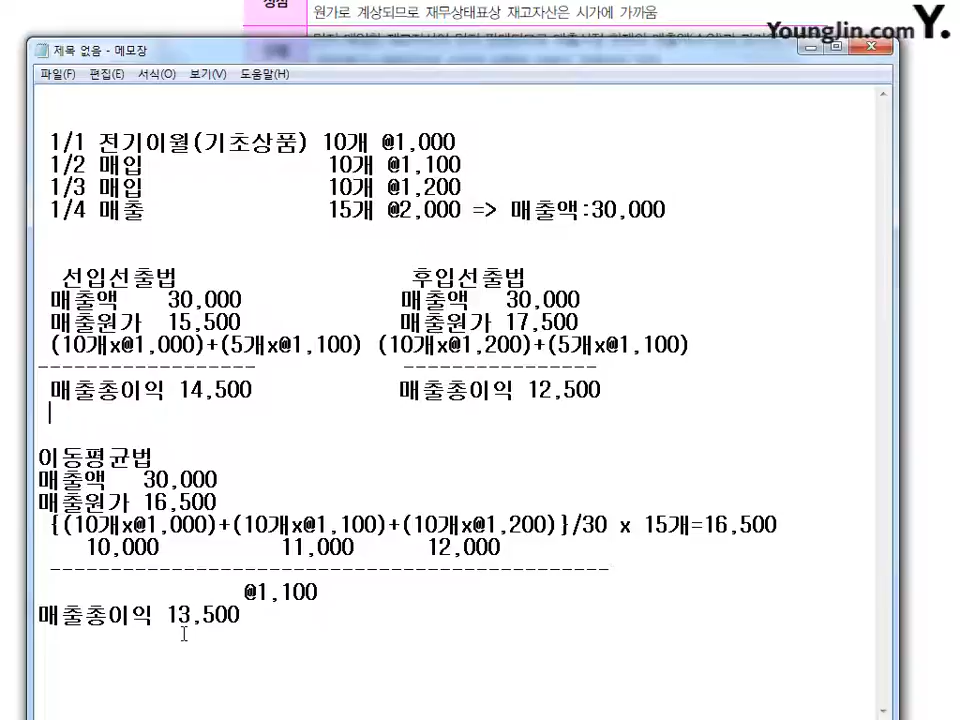 장점
원가로 계상되므로 재무상태표상 재고자산은 시가에 가까움
YoungJin.com Y.
제목 없음 - 메모장
파일(F) 편집(E) 서식(O) 보기(V) 도움말(H)
1/1 전기이월(기초상품) 10개 @1,000
1/2 매입 10개 @1,100
1/3 매입 10개 @1,200
1/4 매출 15개 @2,000 => 매출액:30,000
선입선출법 후입선출법
매출액 30,000 매출액 30,000
매출원가 15,500 매출원가 17,500
(10개x@1,000)+(5개x@1,100) (10개x@1,200)+(5개x@1,100)
------------------ ----------------
매출총이익 14,500 매출총이익 12,500
이동평균법
매출액 30,000
매출원가 16,500
{(10개x@1,000)+(10개x@1,100)+(10개x@1,200)}/30 x 15개=16,500
10,000 11,000 12,000
----------------------------------------------
@1,100
매출총이익 13,500